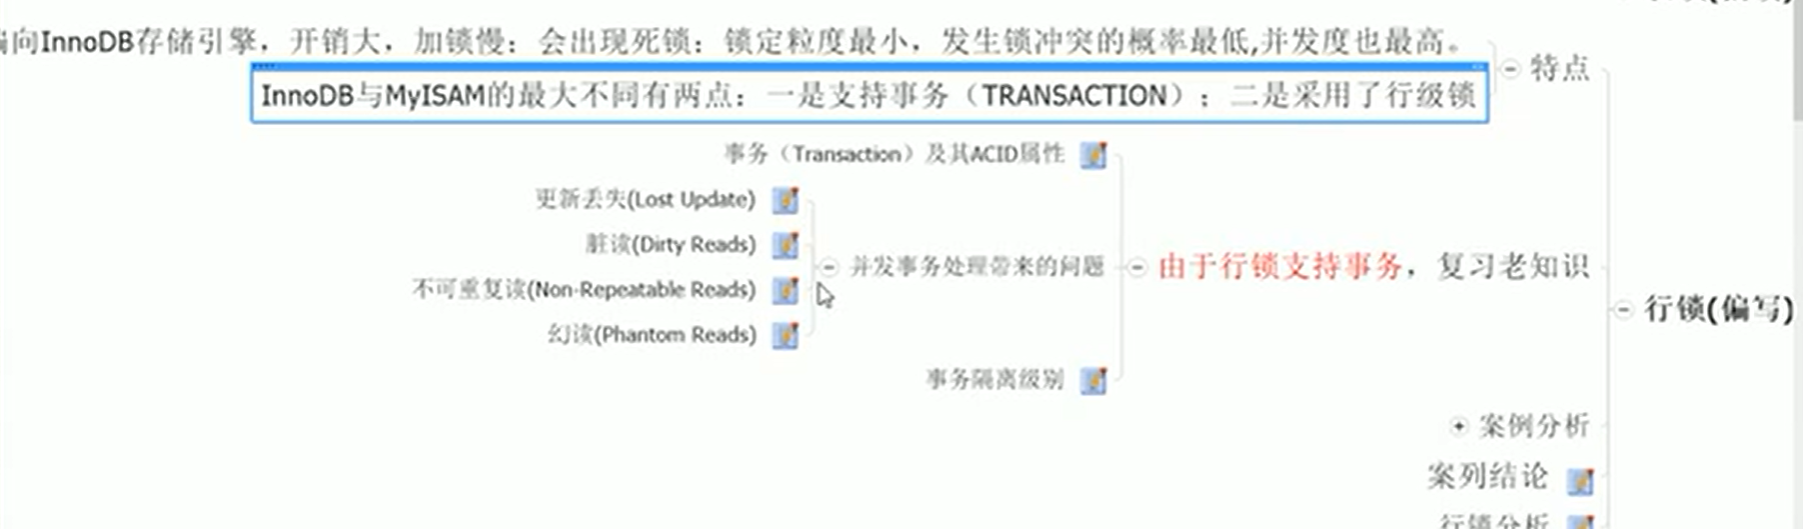 向InnoDB存储引擎，开销大，加锁慢；会出现死锁；锁定粒度最小，发生锁冲突的概率最低,并发度也最高。
特点
InnoDB与MyISAM的最大不同有两点：一是支持事务（TRANSACTION）；二是采用了行级锁
事务（Transaction）及其ACID属性
更新丢失(Lost Update)
脏读(Dirty Reads)
并发事务处理带来的问题
由于行锁支持事务，复习老知识
不可重复读(Non-Repeatable Reads)
行锁(偏写)
幻读(Phantom Reads)
事务隔离级别
案例分析
案列结论
行锁分析